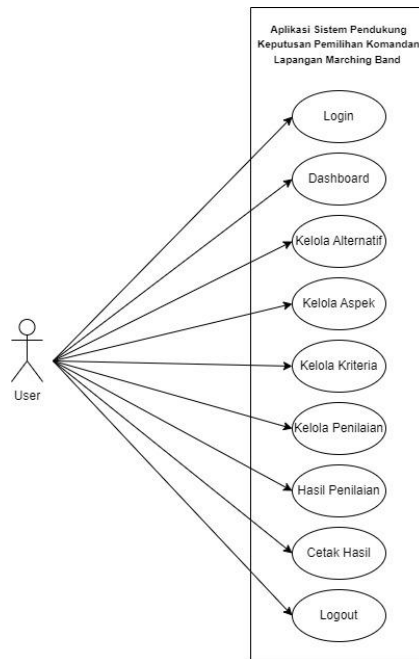 Aplikasi Sistem Pendukung
Keputusan Pemilihan Komandan
Lapangan Marching Band
Login
Dashboard
Kelola Alternatif
Kelola Aspek
Kelola Kriteria
Kelola Penilaian
Hasil Penilaian
Cetak Hasil
Logout
User